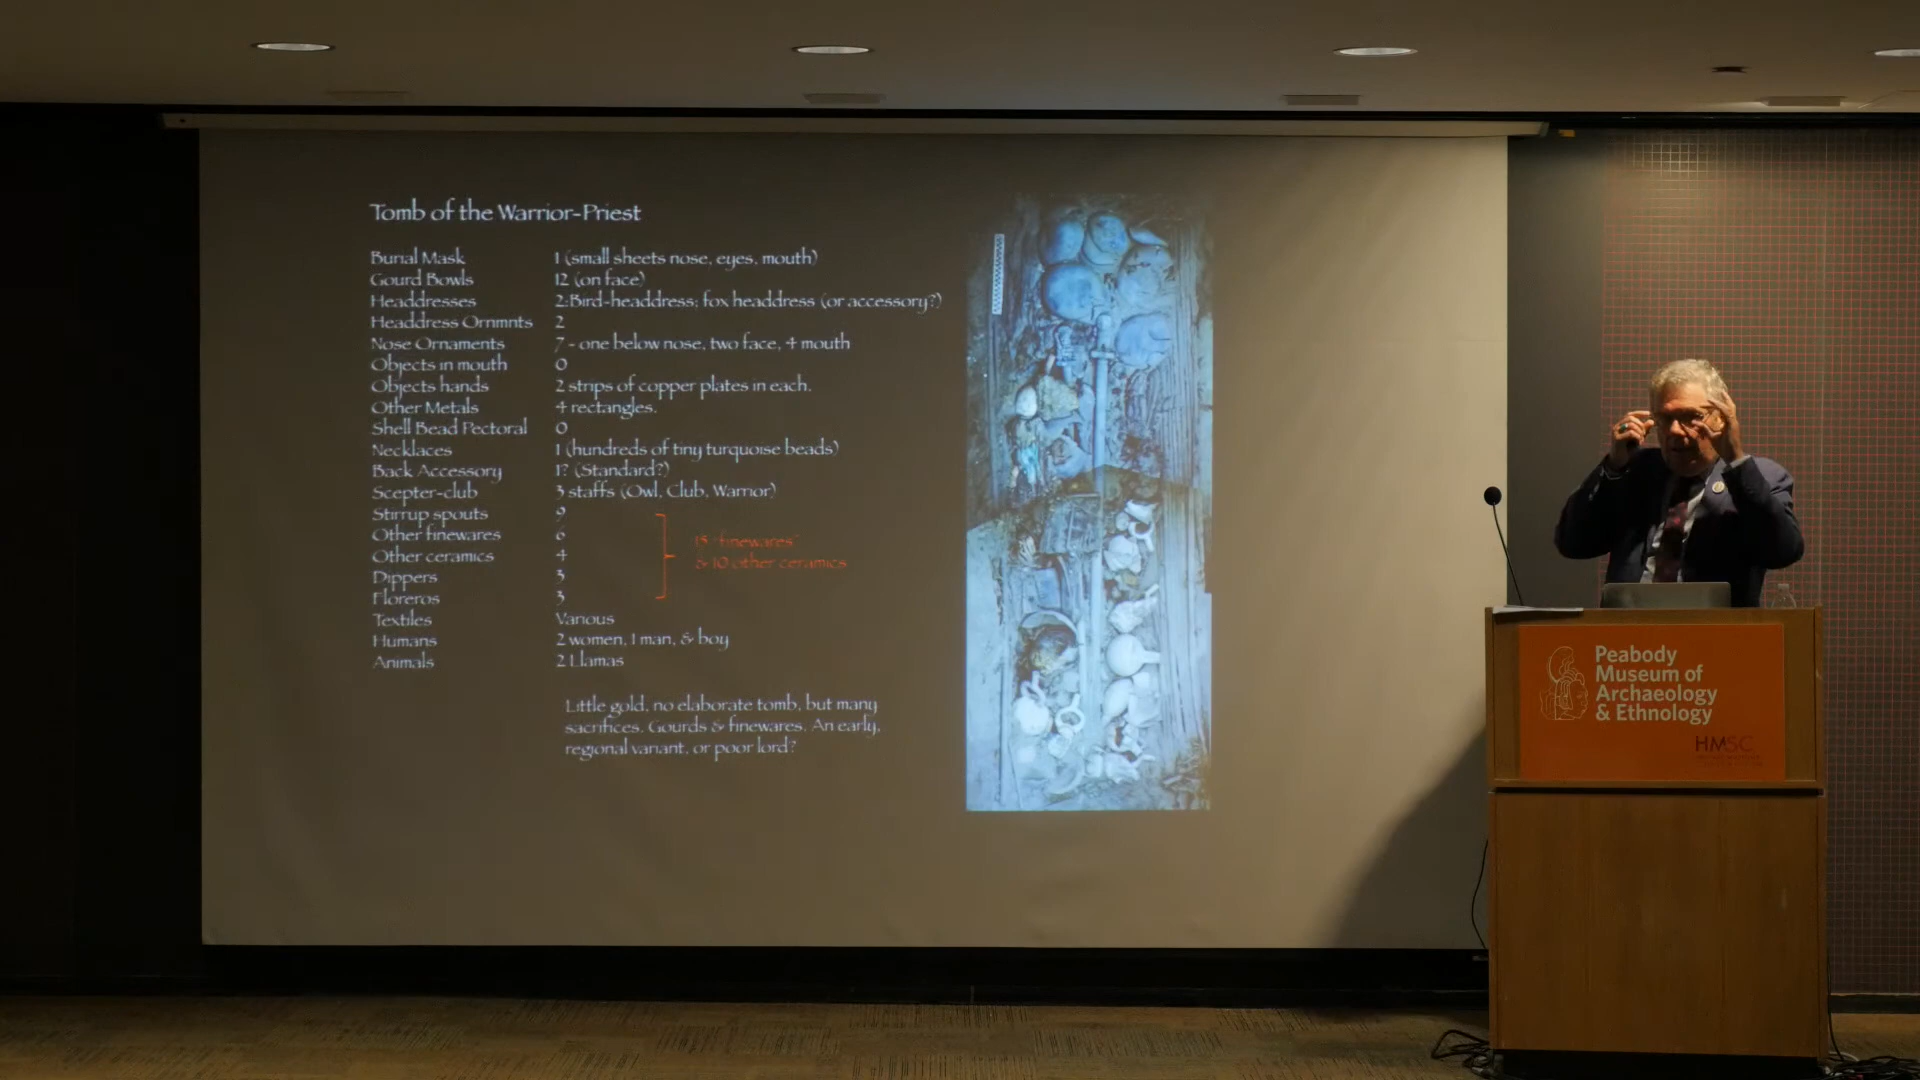 Tomb of the Warrior-Priest
Burial Mask 1 (small sheets nose, eyes, mouth)
Gourd Bowls 12 (on face)
Headdresses 2:Bird-headdress; fox headdress (or accessory?)
Headdress Ornmnts 2
Nose Ornaments 7 - one below nose, two face, 4 mouth
Objects in mouth 0
Objects hands 2 strips of copper plates in each.
Other Metals 4 rectangles.
Shell Bead Pectoral 0
Necklaces 1 (hundreds of tiny turquoise beads)
Back Accessory 1? (Standard?)
Scepter-club 3 staffs (Owl, Club, Warrior)
Stirrup spouts 9
Other finewares 6
Other ceramics 4
Dippers 3
Floreros 3
15 "finewares"
& 10 other ceramics
Textiles Various
Humans 2 women, 1 man, & boy
Animals 2 Llamas
Little gold, no elaborate tomb, but many
sacrifices. Gourds & finewares. An early,
regional variant, or poor lord?
Peabody
Museum of
Archaeology
& Ethnology
HMSC